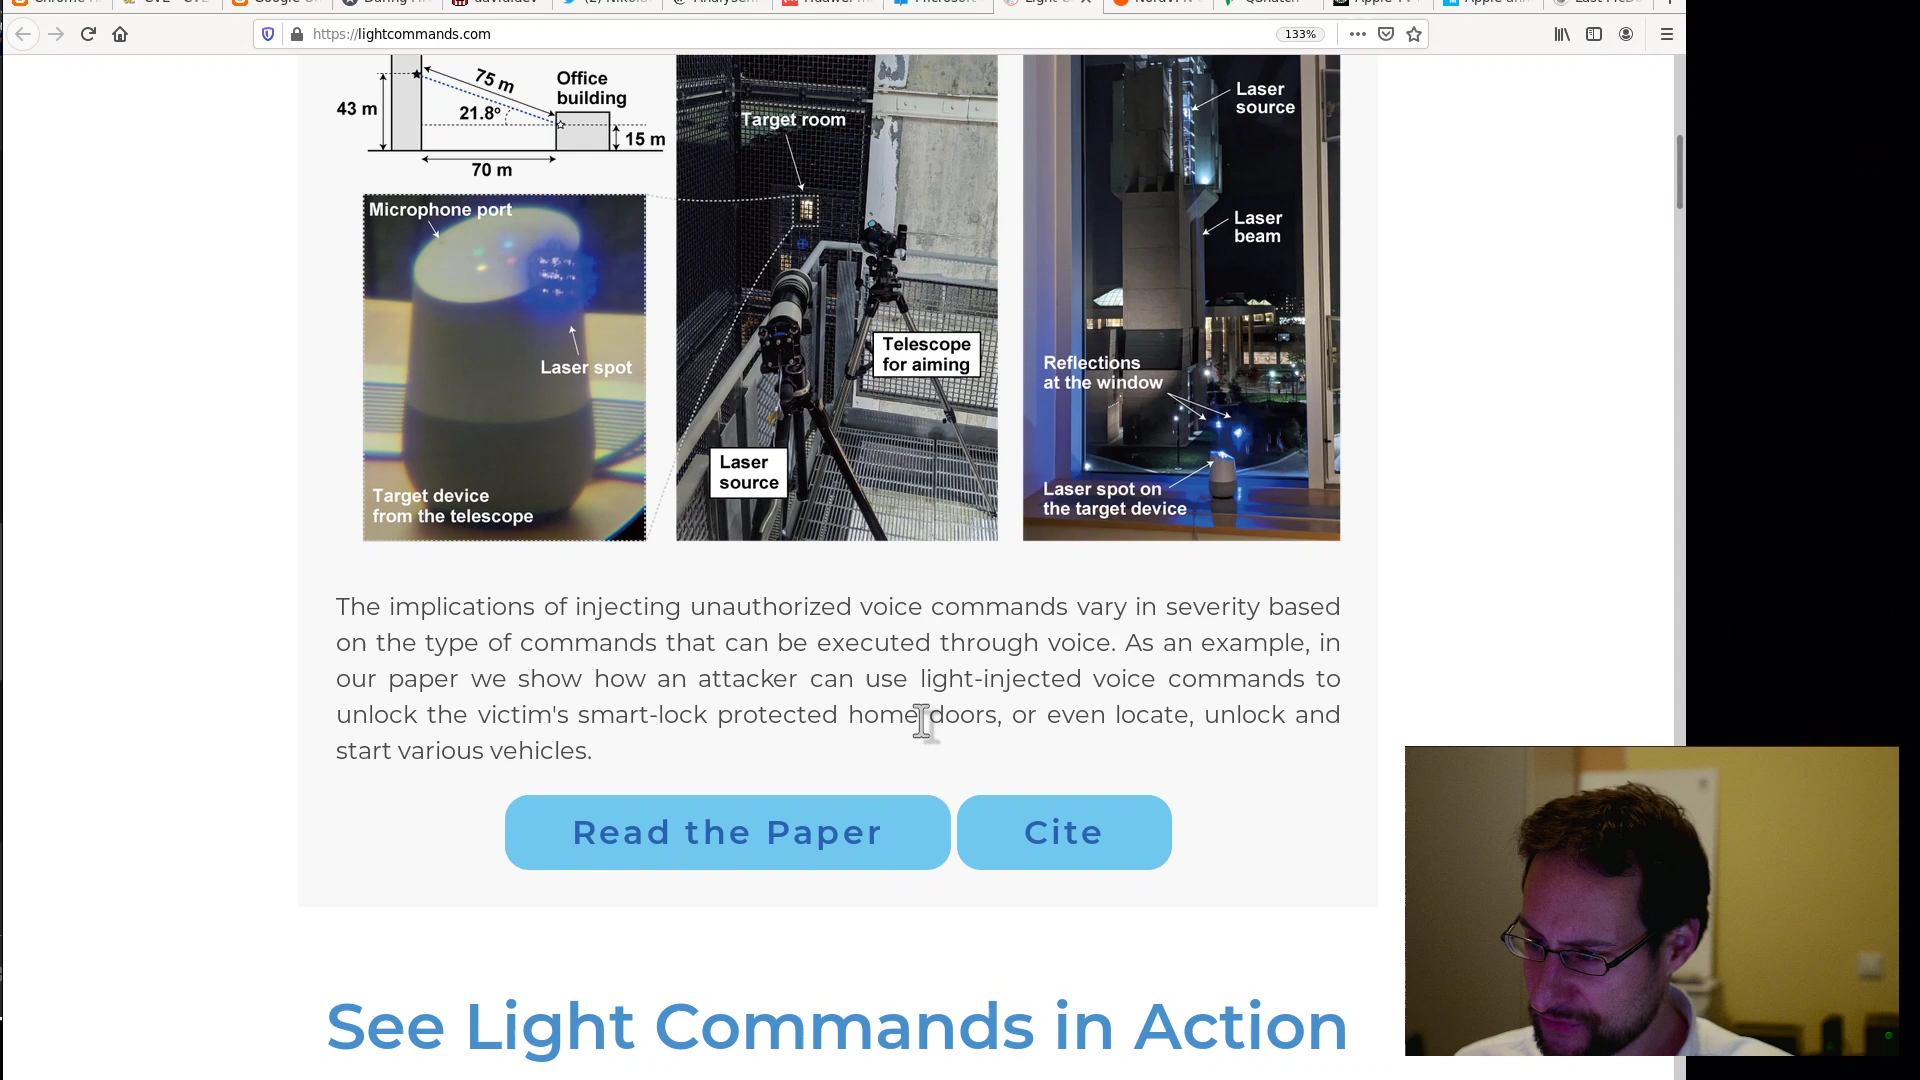 https://lightcommands.com
133%
75 m
Office
building
43 m
21.8°
15 m
70 m
Microphone port
Laser spot
Target device
from the telescope
Target room
Telescope
for aiming
Laser
source
Laser
source
Laser
beam
Reflections
at the window
Laser spot on
the target device
The implications of injecting unauthorized voice commands vary in severity based
on the type of commands that can be executed through voice. As an example, in
our paper we show how an attacker can use light-injected voice commands to
unlock the victim's smart-lock protected home doors, or even locate, unlock and
start various vehicles.
Read the Paper
Cite
See Light Commands in Action